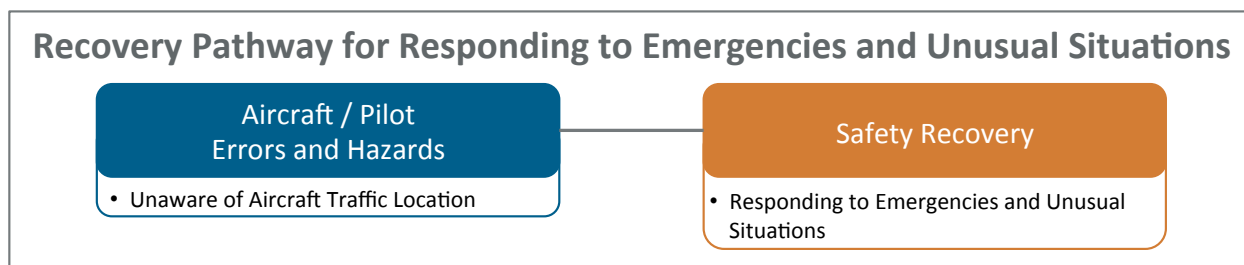 Recovery Pathway for Responding to Emergencies and Unusual Situations
Aircraft / Pilot
Errors and Hazards
• Unaware of Aircraft Traffic Location
Safety Recovery
• Responding to Emergencies and Unusual
Situations